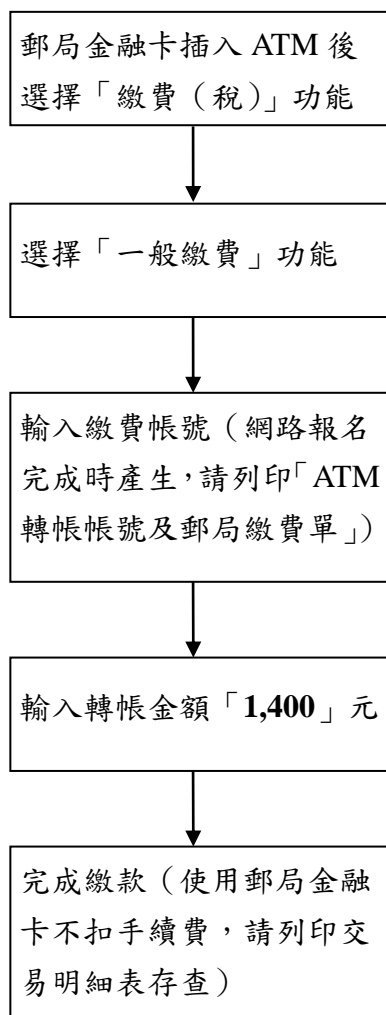 郵局金融卡插入 ATM 後
選擇「繳費（稅）」功能
選擇「一般繳費」功能
輸入繳費帳號（網路報名
完成時產生，請列印「ATM
轉帳帳號及郵局繳費單」）
輸入轉帳金額「1,400」元
完成繳款（使用郵局金融
卡不扣手續費，請列印交
易明細表存查）